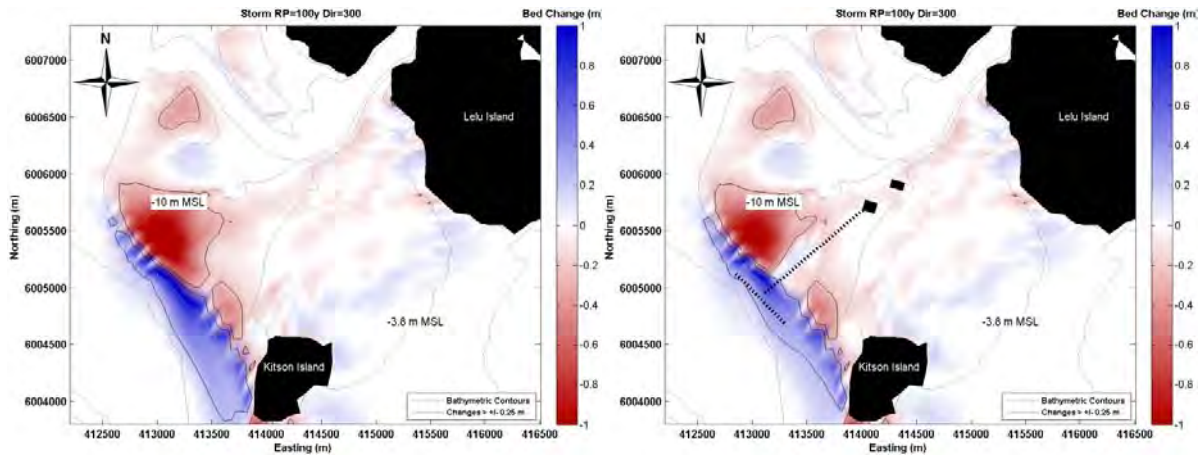 Storm RP=100y Dir=300
Bed Change (m)
N
Lelu Island
-10 m MSL
-3.8 m MSL
Kitson Island
Bathymetric Contours
Changes > +/- 0.25 m
6007000
6006500
6006000
6005500
6005000
6004500
6004000
Northing (m)
412500 413000 413500 414000 414500 415000 415500 416000 416500
Easting (m)
1
0.8
0.6
0.4
0.2
0
-0.2
-0.4
-0.6
-0.8
-1
Storm RP=100y Dir=300
Bed Change (m)
N
Lelu Island
-10 m MSL
-3.8 m MSL
Kitson Island
Bathymetric Contours
Changes > +/- 0.25 m
6007000
6006500
6006000
6005500
6005000
6004500
6004000
Northing (m)
412500 413000 413500 414000 414500 415000 415500 416000 416500
Easting (m)
1
0.8
0.6
0.4
0.2
0
-0.2
-0.4
-0.6
-0.8
-1